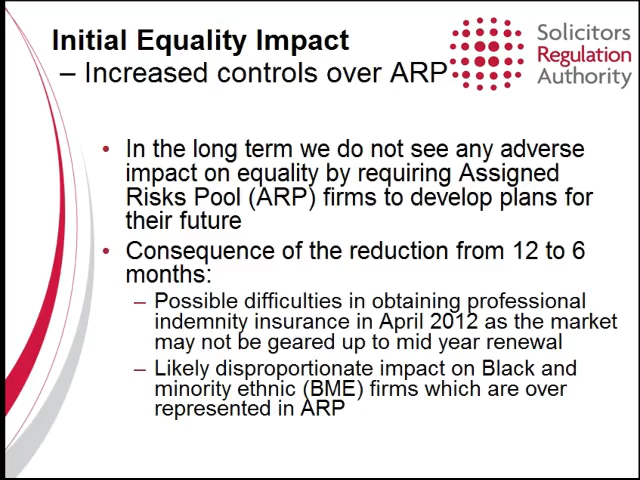 Initial Equality Impact
– Increased controls over ARP
Solicitors
Regulation
Authority
• In the long term we do not see any adverse
impact on equality by requiring Assigned
Risks Pool (ARP) firms to develop plans for
their future
• Consequence of the reduction from 12 to 6
months:
– Possible difficulties in obtaining professional
indemnity insurance in April 2012 as the market
may not be geared up to mid year renewal
– Likely disproportionate impact on Black and
minority ethnic (BME) firms which are over
represented in ARP